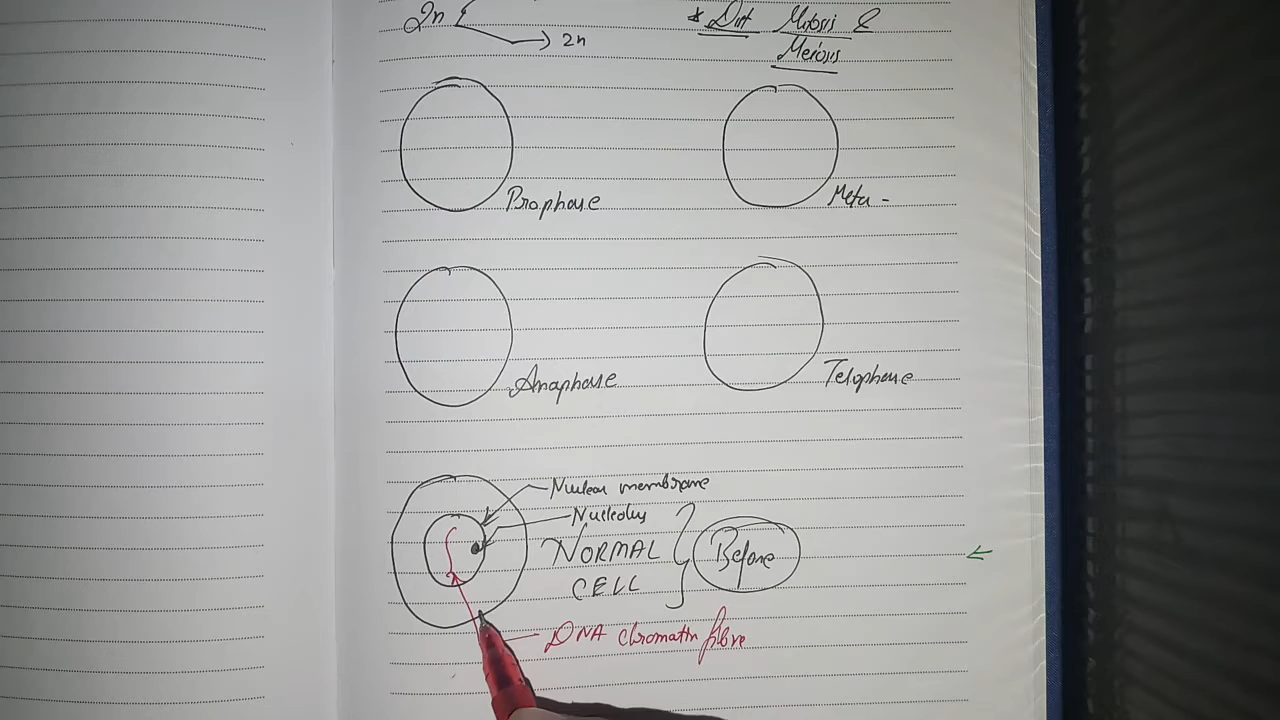 2n
2n
* Diff Mitosis &
Meiosis
Prophase
Meta -
Anaphase
Telophase
Nuclear membrane
Nucleolus
NORMAL
CELL
Before
DNA chromatin fibre